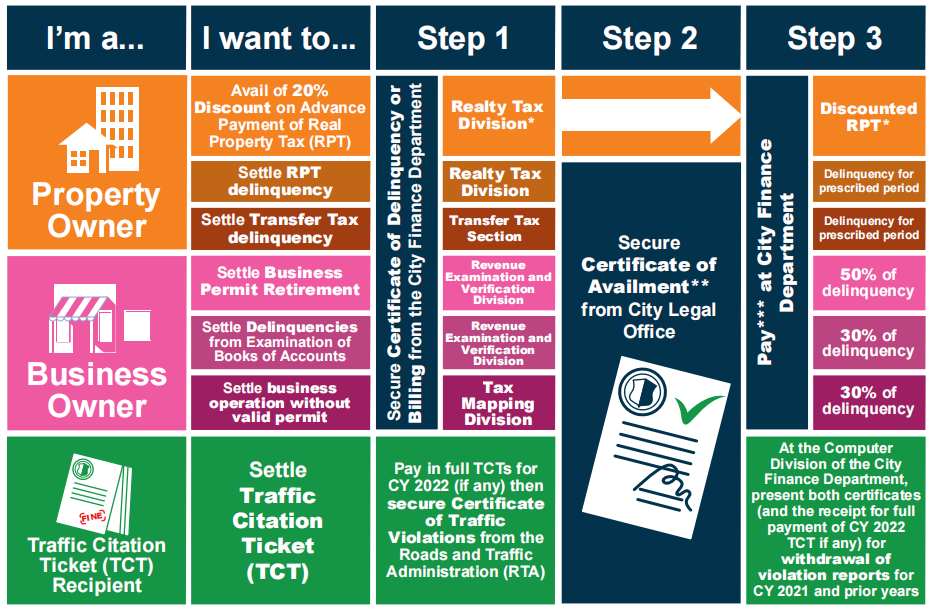 I'm a...
I want to...
Step 1
Step 2
Step 3
Property
Owner
Avail of 20%
Discount on Advance
Payment of Real
Property Tax (RPT)
Settle RPT
delinquency
Settle Transfer Tax
delinquency
Secure Certificate of Delinquency or
Billing from the City Finance Department
Realty Tax
Division*
Realty Tax
Division
Transfer Tax
Section
Secure
Certificate of
Availment**
from City Legal
Office
Pay*** at City Finance
Department
Discounted
RPT*
Delinquency for
prescribed period
Delinquency for
prescribed period
Business
Owner
Settle Business
Permit Retirement
Settle Delinquencies
from Examination of
Books of Accounts
Settle business
operation without
valid permit
Revenue
Examination and
Verification
Division
Revenue
Examination and
Verification
Division
Tax
Mapping
Division
50% of
delinquency
30% of
delinquency
30% of
delinquency
FINE
Traffic Citation
Ticket (TCT)
Recipient
Settle
Traffic
Citation
Ticket
(TCT)
Pay in full TCTs for
CY 2022 (if any) then
secure Certificate
of Traffic
Violations from the
Roads and Traffic
Administration (RTA)
At the Computer
Division of the City
Finance Department,
present both certificates
(and the receipt for full
payment of CY 2022
TCT if any) for
withdrawal of
violation reports for
CY 2021 and prior years